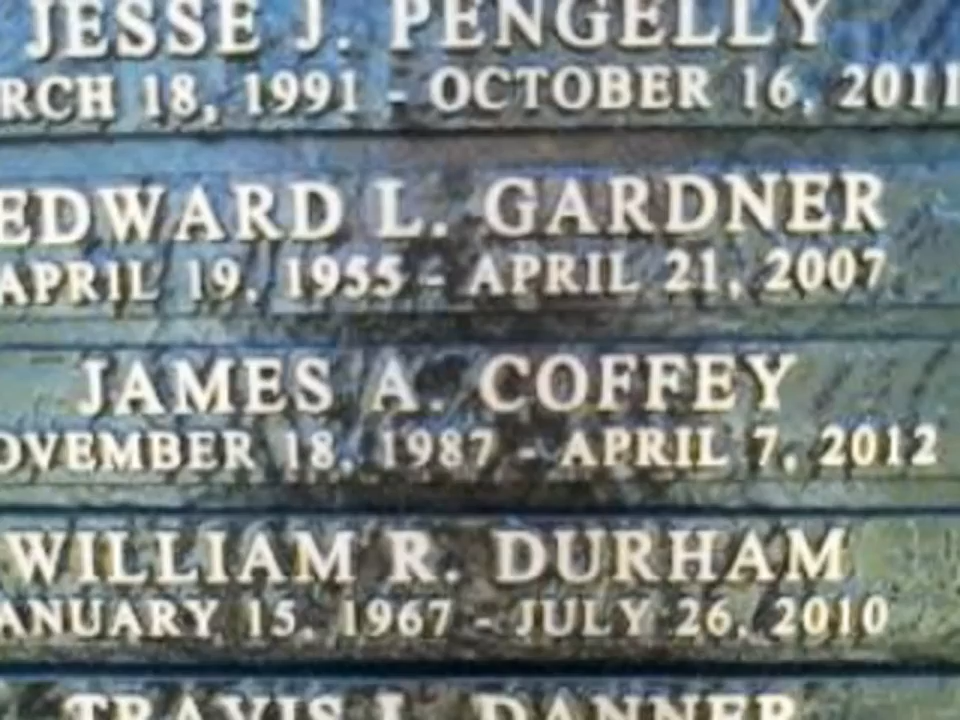 JESSE J. PENGELLY
RCH 18, 1991 - OCTOBER 16, 2011
EDWARD L. GARDNER
APRIL 19, 1955 - APRIL 21, 2007
JAMES A. COFFEY
OVEMBER 18, 1987 - APRIL 7, 2012
WILLIAM R. DURHAM
ANUARY 15, 1967 - JULY 26, 2010
TRAVIS L. DANNER